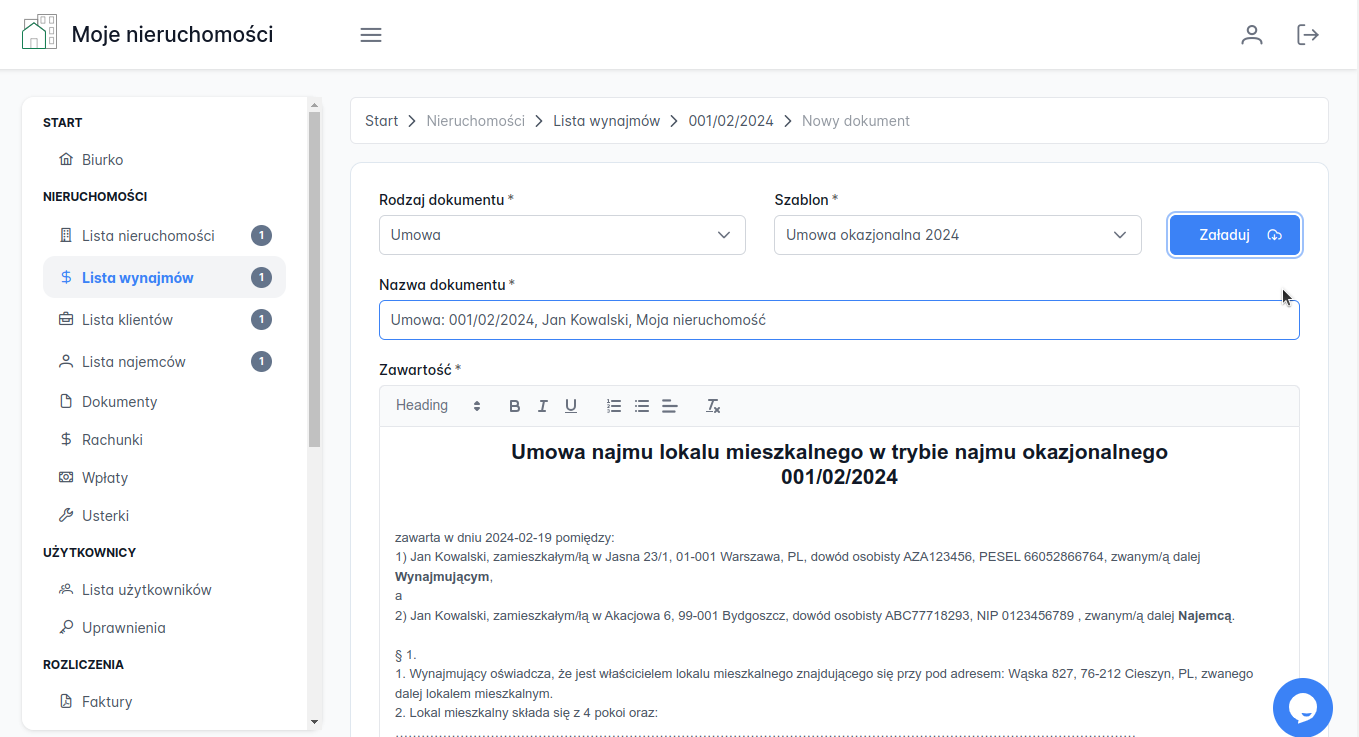 Moje nieruchomości
START
Biurko
NIERUCHOMOŚCI
Lista nieruchomości 1
Lista wynajmów 1
Lista klientów 1
Lista najemców 1
Dokumenty
Rachunki
Wpłaty
Usterki
UŻYTKOWNICY
Lista użytkowników
Uprawnienia
ROZLICZENIA
Faktury
Start > Nieruchomości > Lista wynajmów > 001/02/2024 > Nowy dokument
Rodzaj dokumentu * Szablon *
Umowa Umowa okazjonalna 2024 Załaduj
Nazwa dokumentu *
Umowa: 001/02/2024, Jan Kowalski, Moja nieruchomość
Zawartość *
Heading B I U
Umowa najmu lokalu mieszkalnego w trybie najmu okazjonalnego
001/02/2024
zawarta w dniu 2024-02-19 pomiędzy:
1) Jan Kowalski, zamieszkałym/łą w Jasna 23/1, 01-001 Warszawa, PL, dowód osobisty AZA123456, PESEL 66052866764, zwanym/ą dalej
Wynajmującym,
a
2) Jan Kowalski, zamieszkałym/łą w Akacjowa 6, 99-001 Bydgoszcz, dowód osobisty ABC77718293, NIP 0123456789 , zwanym/ą dalej Najemcą.
§ 1.
1. Wynajmujący oświadcza, że jest właścicielem lokalu mieszkalnego znajdującego się przy pod adresem: Wąska 827, 76-212 Cieszyn, PL, zwanego
dalej lokalem mieszkalnym.
2. Lokal mieszkalny składa się z 4 pokoi oraz: